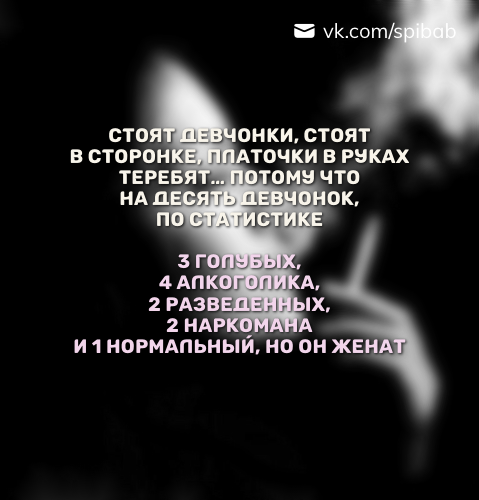 vk.com/spibab
СТОЯТ ДЕВЧОНКИ, СТОЯТ
В СТОРОНКЕ, ПЛАТОЧКИ В РУКАХ
ТЕРЕБЯТ... ПОТОМУ ЧТО
НА ДЕСЯТЬ ДЕВЧОНОК,
ПО СТАТИСТИКЕ
3 ГОЛУБЫХ,
4 АЛКОГОЛИКА,
2 РАЗВЕДЕННЫХ,
2 НАРКОМАНА
И 1 НОРМАЛЬНЫЙ, НО ОН ЖЕНАТ